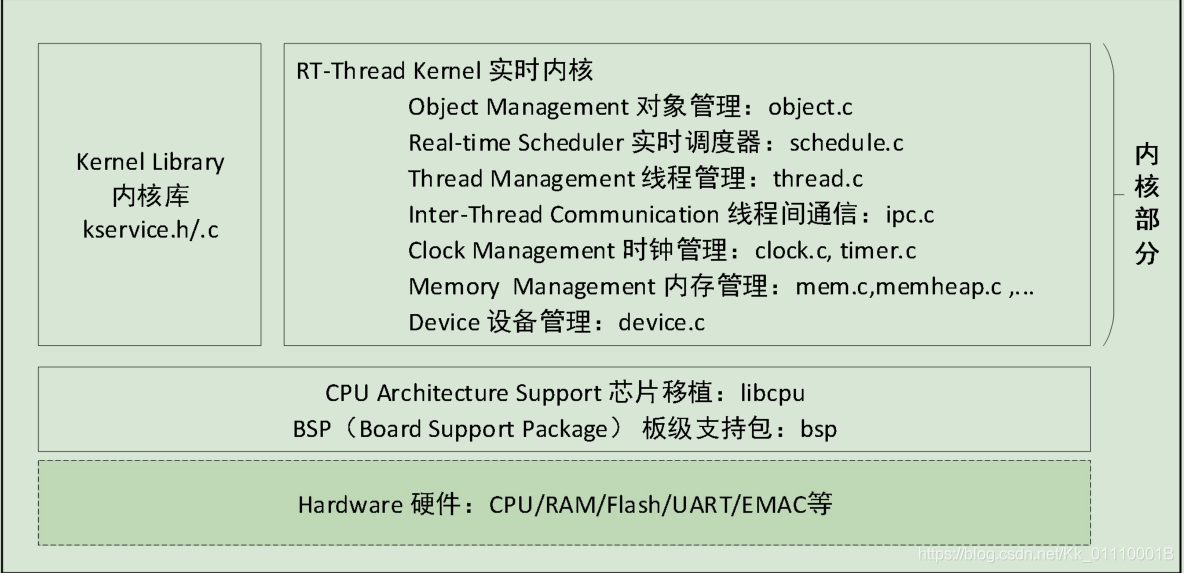 Kernel Library
内核库
kservice.h/.c
RT-Thread Kernel 实时内核
Object Management 对象管理：object.c
Real-time Scheduler 实时调度器：schedule.c
Thread Management 线程管理：thread.c
Inter-Thread Communication 线程间通信：ipc.c
Clock Management 时钟管理：clock.c, timer.c
Memory Management 内存管理：mem.c,memheap.c ,...
Device 设备管理：device.c
内核部分
CPU Architecture Support 芯片移植：libcpu
BSP（Board Support Package） 板级支持包：bsp
Hardware 硬件：CPU/RAM/Flash/UART/EMAC等
https://blog.csdn.net/Kk_01110001B